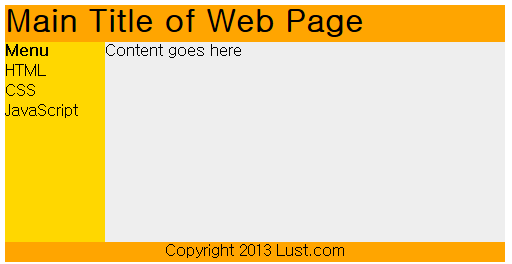 Main Title of Web Page
Menu
HTML
CSS
JavaScript
Content goes here
Copyright 2013 Lust.com